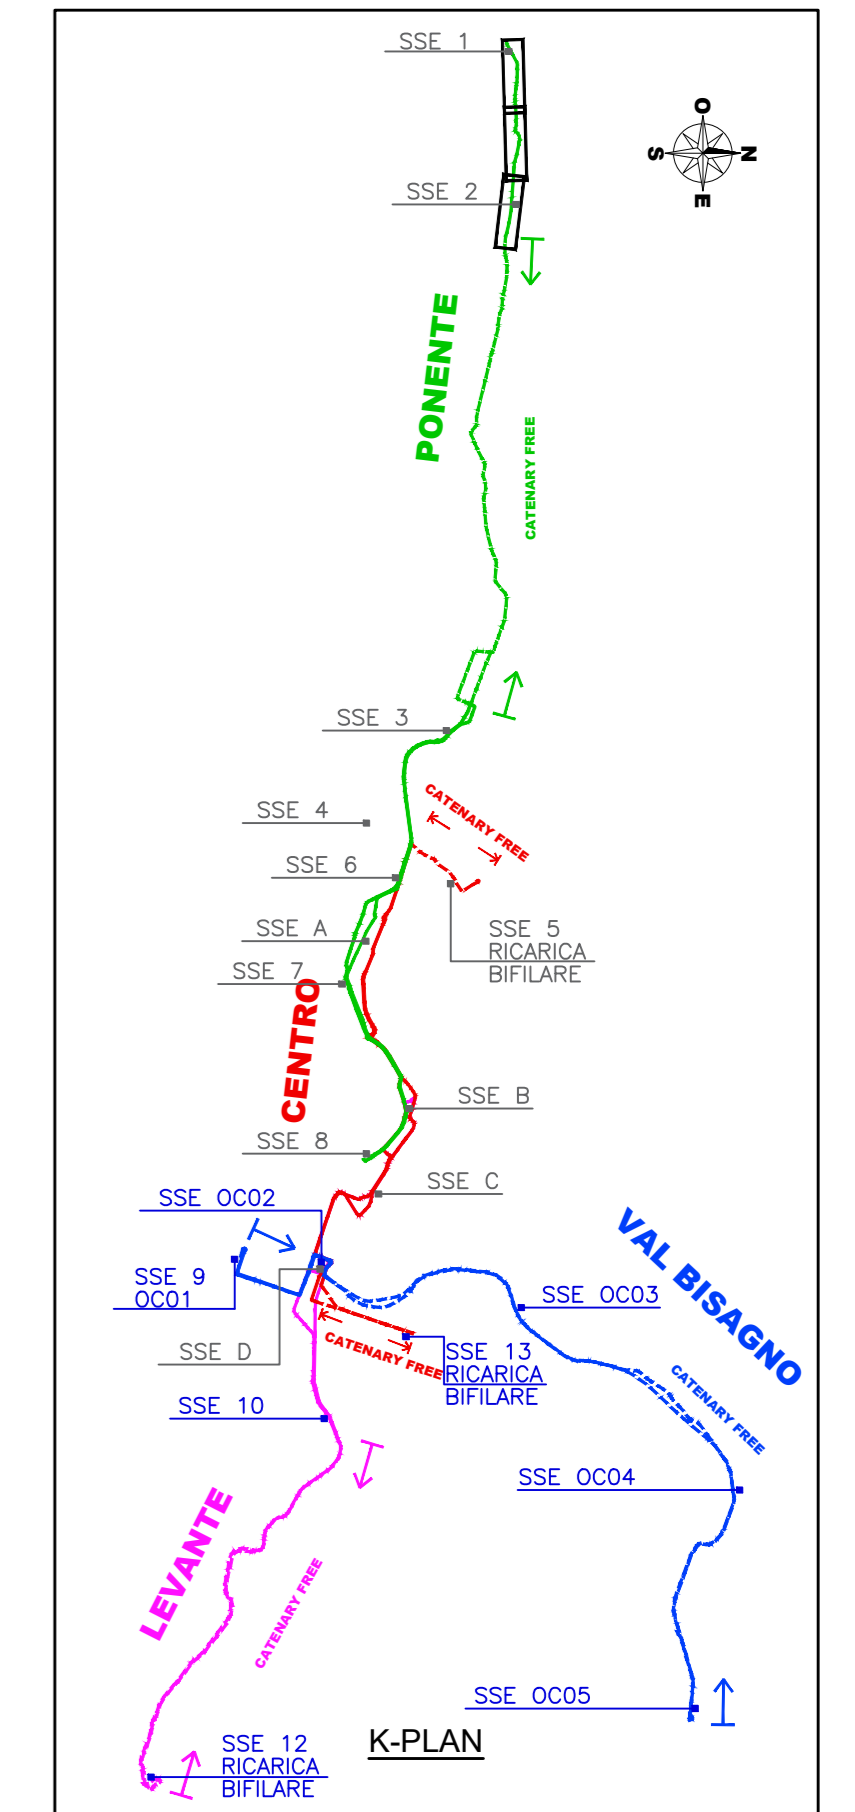 SSE 1
O
S
N
E
SSE 2
PONENTE
CATENARY FREE
SSE 3
SSE 4
CATENARY FREE
SSE 6
SSE A
SSE 5
RICARICA
BIFILARE
SSE 7
CENTRO
SSE B
SSE 8
SSE C
SSE OC02
VAL BISAGNO
SSE 9
OC01
SSE OC03
SSE D
CATENARY FREE
SSE 13
RICARICA
BIFILARE
CATENARY FREE
SSE 10
SSE OC04
LEVANTE
CATENARY FREE
SSE OC05
K-PLAN
SSE 12
RICARICA
BIFILARE